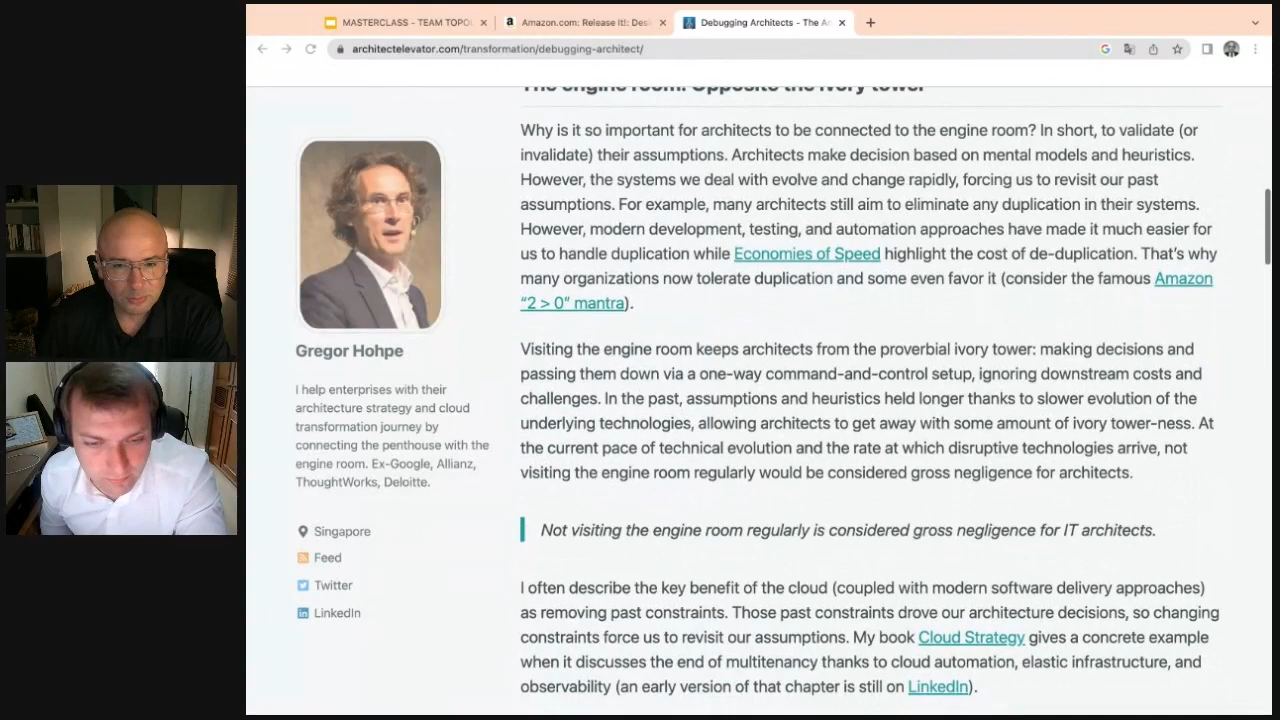 MASTERCLASS - TEAM TOPOL
Amazon.com: Release It!: Desi
Debugging Architects - The Ar
architectelevator.com/transformation/debugging-architect/
The engine room: Opposite the ivory tower
Why is it so important for architects to be connected to the engine room? In short, to validate (or
invalidate) their assumptions. Architects make decision based on mental models and heuristics.
However, the systems we deal with evolve and change rapidly, forcing us to revisit our past
assumptions. For example, many architects still aim to eliminate any duplication in their systems.
However, modern development, testing, and automation approaches have made it much easier for
us to handle duplication while Economies of Speed highlight the cost of de-duplication. That's why
many organizations now tolerate duplication and some even favor it (consider the famous Amazon
“2 > 0” mantra).
Gregor Hohpe
I help enterprises with their
architecture strategy and cloud
transformation journey by
connecting the penthouse with the
engine room. Ex-Google, Allianz,
ThoughtWorks, Deloitte.
Singapore
Feed
Twitter
LinkedIn
Visiting the engine room keeps architects from the proverbial ivory tower: making decisions and
passing them down via a one-way command-and-control setup, ignoring downstream costs and
challenges. In the past, assumptions and heuristics held longer thanks to slower evolution of the
underlying technologies, allowing architects to get away with some amount of ivory tower-ness. At
the current pace of technical evolution and the rate at which disruptive technologies arrive, not
visiting the engine room regularly would be considered gross negligence for architects.
Not visiting the engine room regularly is considered gross negligence for IT architects.
I often describe the key benefit of the cloud (coupled with modern software delivery approaches)
as removing past constraints. Those past constraints drove our architecture decisions, so changing
constraints force us to revisit our assumptions. My book Cloud Strategy gives a concrete example
when it discusses the end of multitenancy thanks to cloud automation, elastic infrastructure, and
observability (an early version of that chapter is still on LinkedIn).